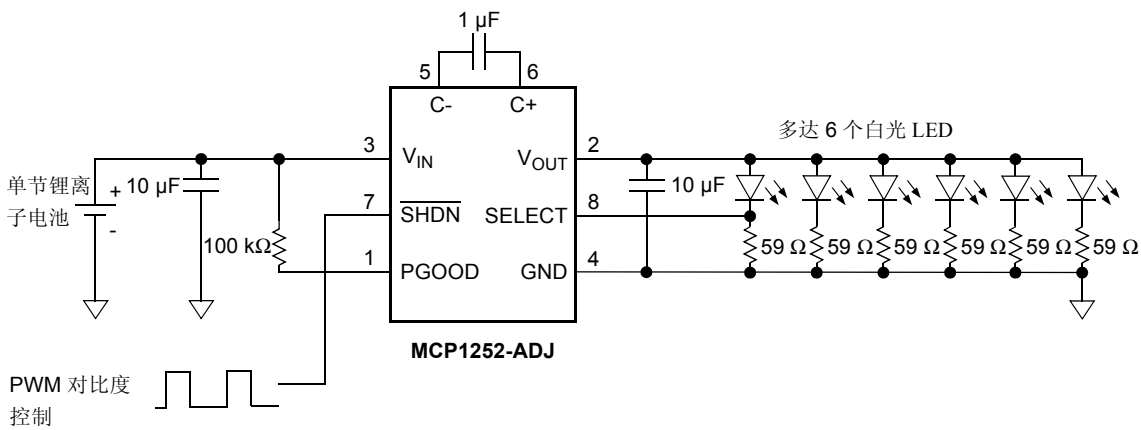 1 µF
5
6
C-
C+
多达 6 个白光 LED
3
VIN
VOUT
2
单节锂离
子电池
+
-
10 µF
10 µF
7
SHDN
SELECT
8
100 kΩ
59 Ω
59 Ω
59 Ω
59 Ω
59 Ω
59 Ω
1
PGOOD
GND
4
MCP1252-ADJ
PWM 对比度
控制